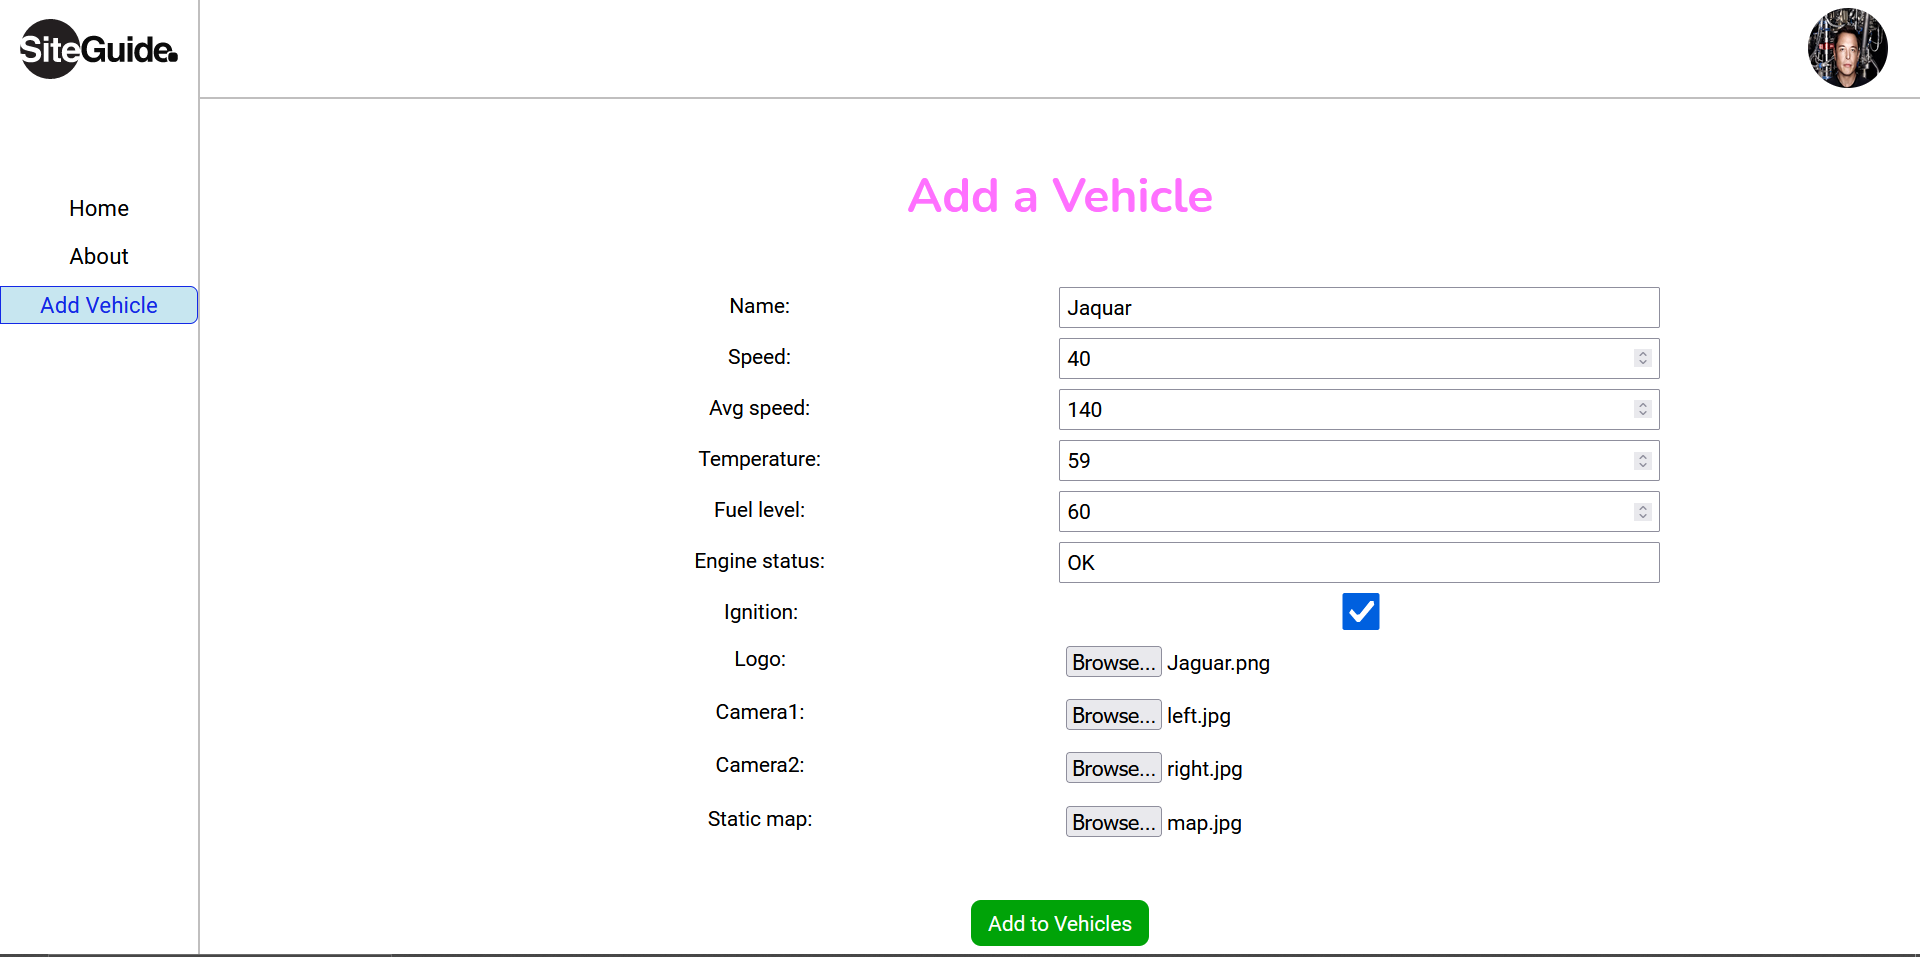 SiteGuide.
Home
About
Add Vehicle
Add a Vehicle
Name: Jaquar
Speed: 40
Avg speed: 140
Temperature: 59
Fuel level: 60
Engine status: OK
Ignition:
Logo: Browse... Jaguar.png
Camera1: Browse... left.jpg
Camera2: Browse... right.jpg
Static map: Browse... map.jpg
Add to Vehicles